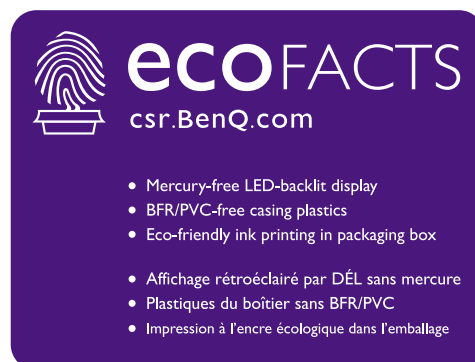 ecoFACTS
csr.BenQ.com
• Mercury-free LED-backlit display
• BFR/PVC-free casing plastics
• Eco-friendly ink printing in packaging box
• Affichage rétroéclairé par DÉL sans mercure
• Plastiques du boîtier sans BFR/PVC
• Impression à l'encre écologique dans l'emballage